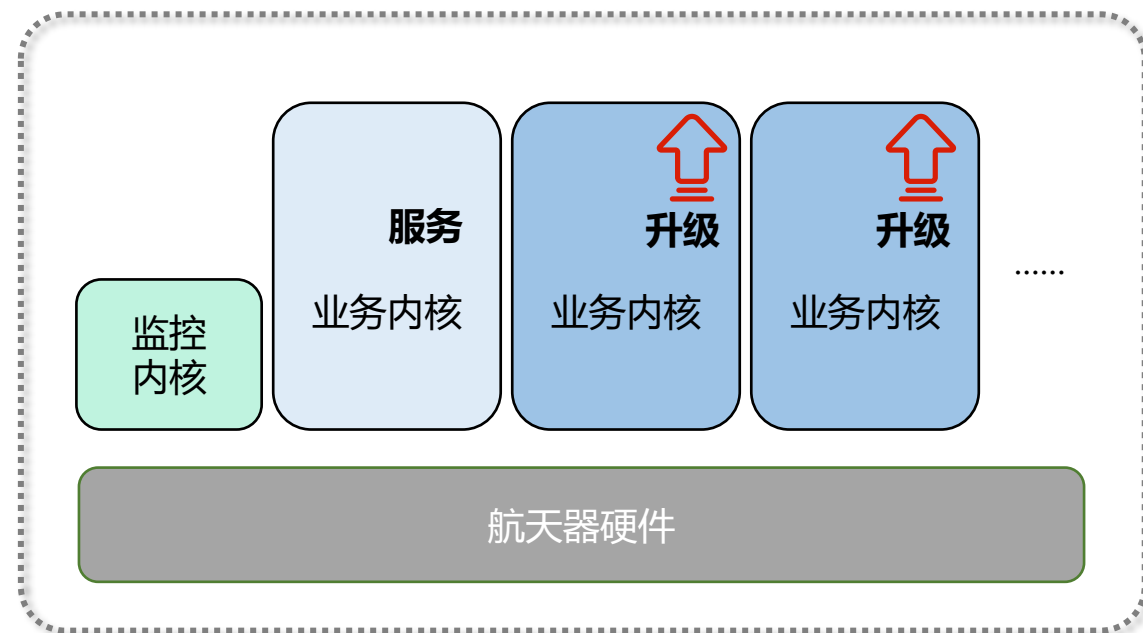 服务
升级
升级
......
业务内核
业务内核
业务内核
监控
内核
航天器硬件